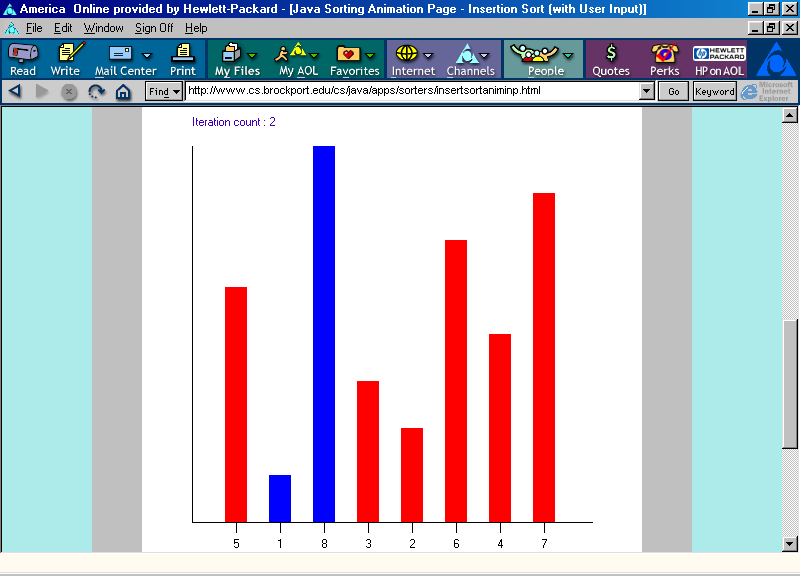 America Online provided by Hewlett-Packard - [Java Sorting Animation Page - Insertion Sort (with User Input)]
File Edit Window Sign Off Help
Read Write Mail Center Print My Files My AOL Favorites Internet Channels People Quotes Perks HP on AOL
hp HEWLETT PACKARD
Find http://www.cs.brockport.edu/cs/java/apps/sorters/insertsortaniminp.html Go Keyword
Microsoft
Internet
Explorer
Iteration count : 2
5 1 8 3 2 6 4 7